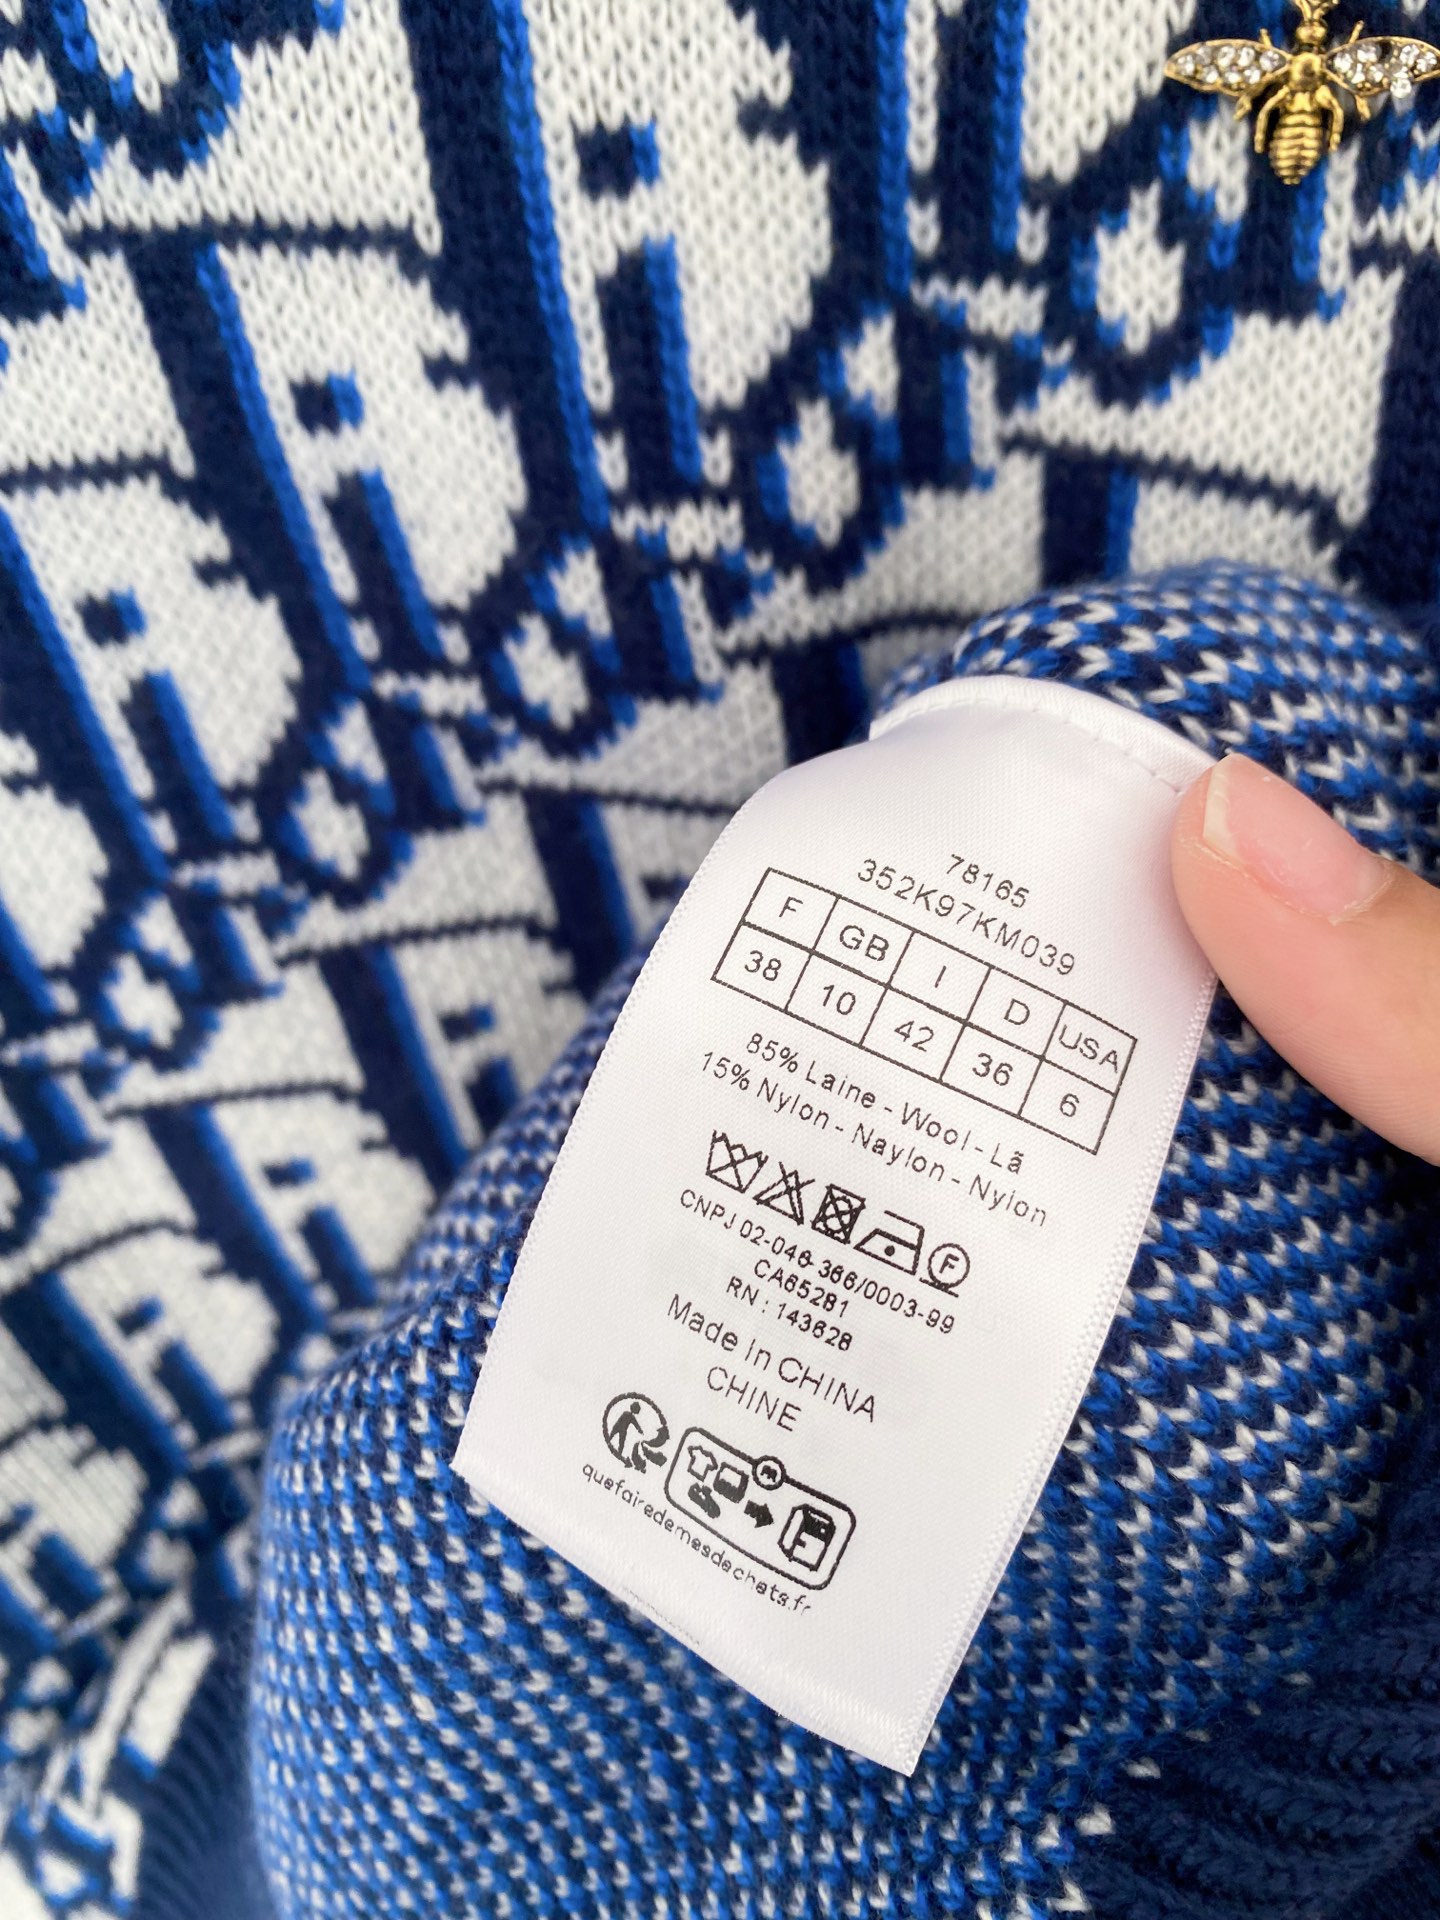 78165
352K97KM039
F GB I D USA
38 10 42 36 6
85% Laine - Wool - Lã
15% Nylon - Naylon - Nylon
F
CNPJ 02-046-366/0003-99
CA65281
RN : 143628
Made in CHINA
CHINE
FR
quefairedemesdechets.fr